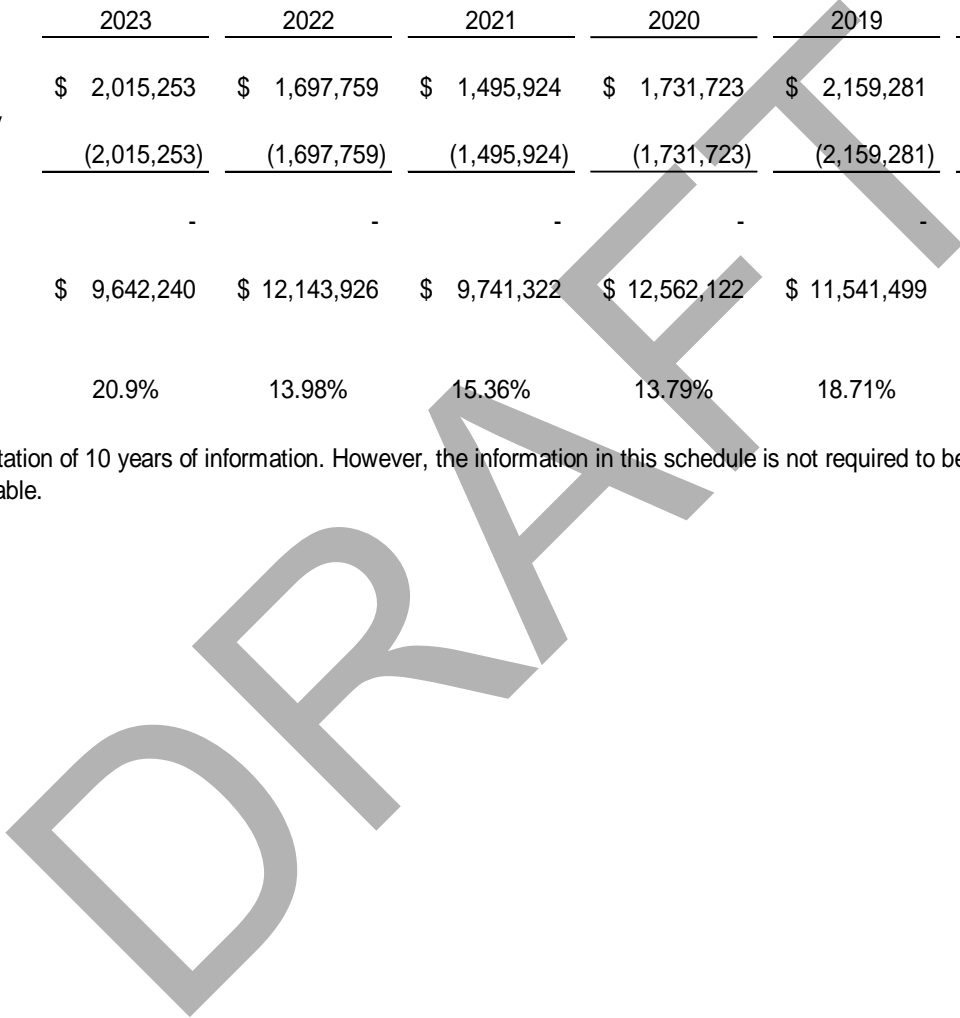 2023 2022 2021 2020 2019
$ 2,015,253 $ 1,697,759 $ 1,495,924 $ 1,731,723 $ 2,159,281
(2,015,253) (1,697,759) (1,495,924) (1,731,723) (2,159,281)
- - - - -
$ 9,642,240 $ 12,143,926 $ 9,741,322 $ 12,562,122 $ 11,541,499
20.9% 13.98% 15.36% 13.79% 18.71%
tation of 10 years of information. However, the information in this schedule is not required to be
able.
DRAFT